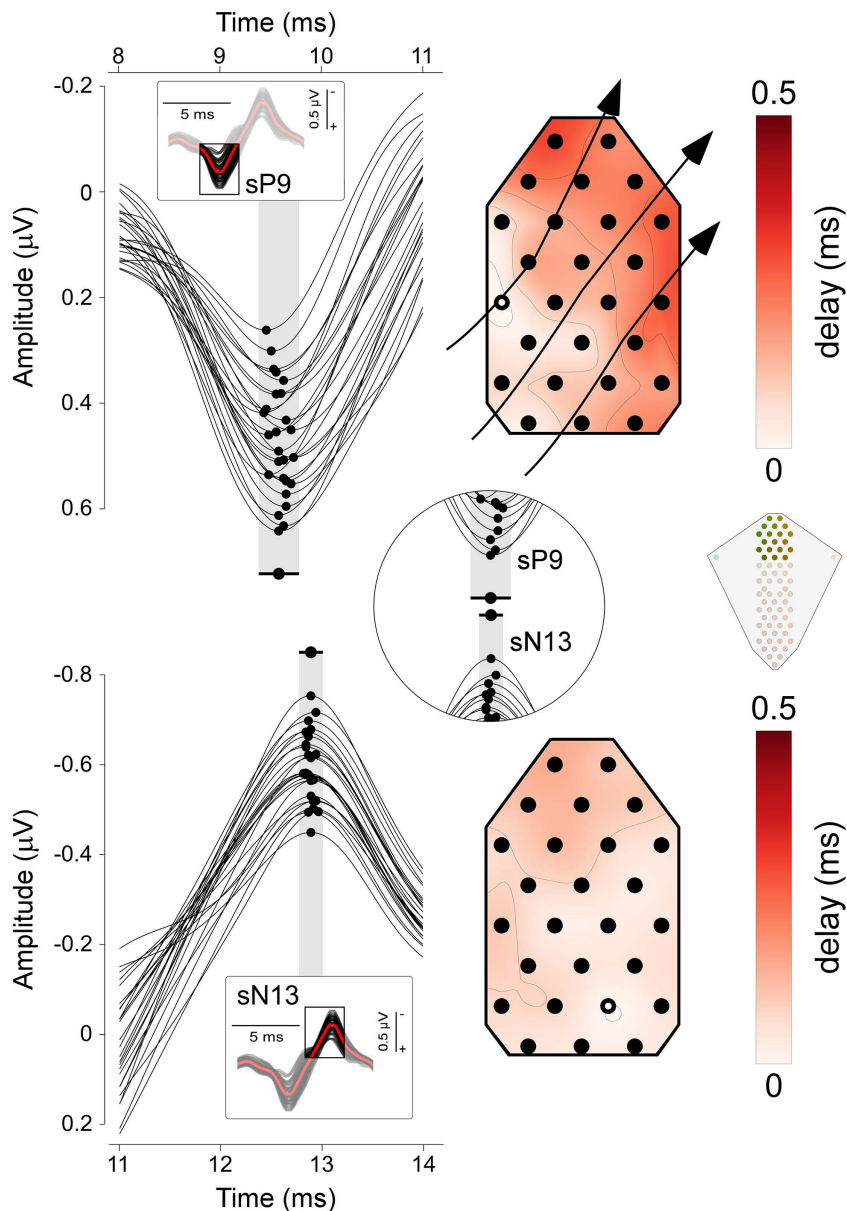 Time (ms)
8 9 10 11
-0.2
0
0.2
0.4
0.6
Amplitude (µV)
5 ms
0.5 µV
-
+
sP9
0.5
delay (ms)
0
sP9
sN13
-0.8
-0.6
-0.4
-0.2
0
0.2
Amplitude (µV)
sN13
5 ms
0.5 µV
-
+
0.5
delay (ms)
0
11 12 13 14
Time (ms)